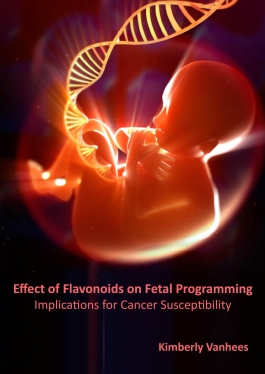 Effect of Flavonoids on Fetal Programming
Implications for Cancer Susceptibility
Kimberly Vanhees